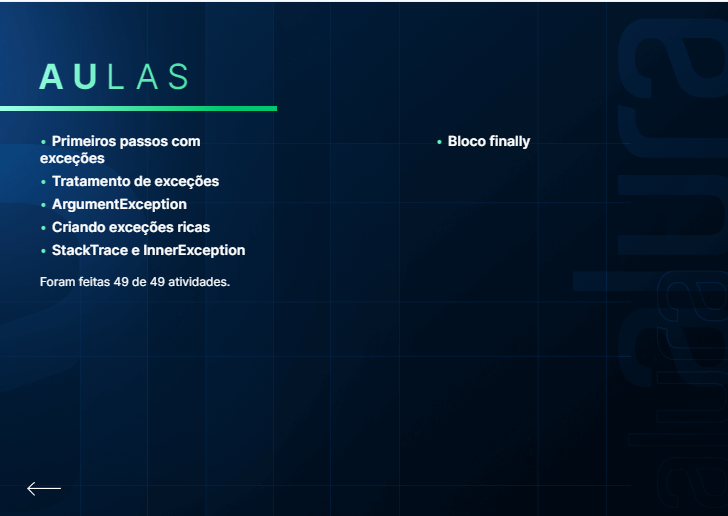 AULAS
• Primeiros passos com
exceções
• Tratamento de exceções
• ArgumentException
• Criando exceções ricas
• StackTrace e InnerException
Foram feitas 49 de 49 atividades.
• Bloco finally
alura
alura